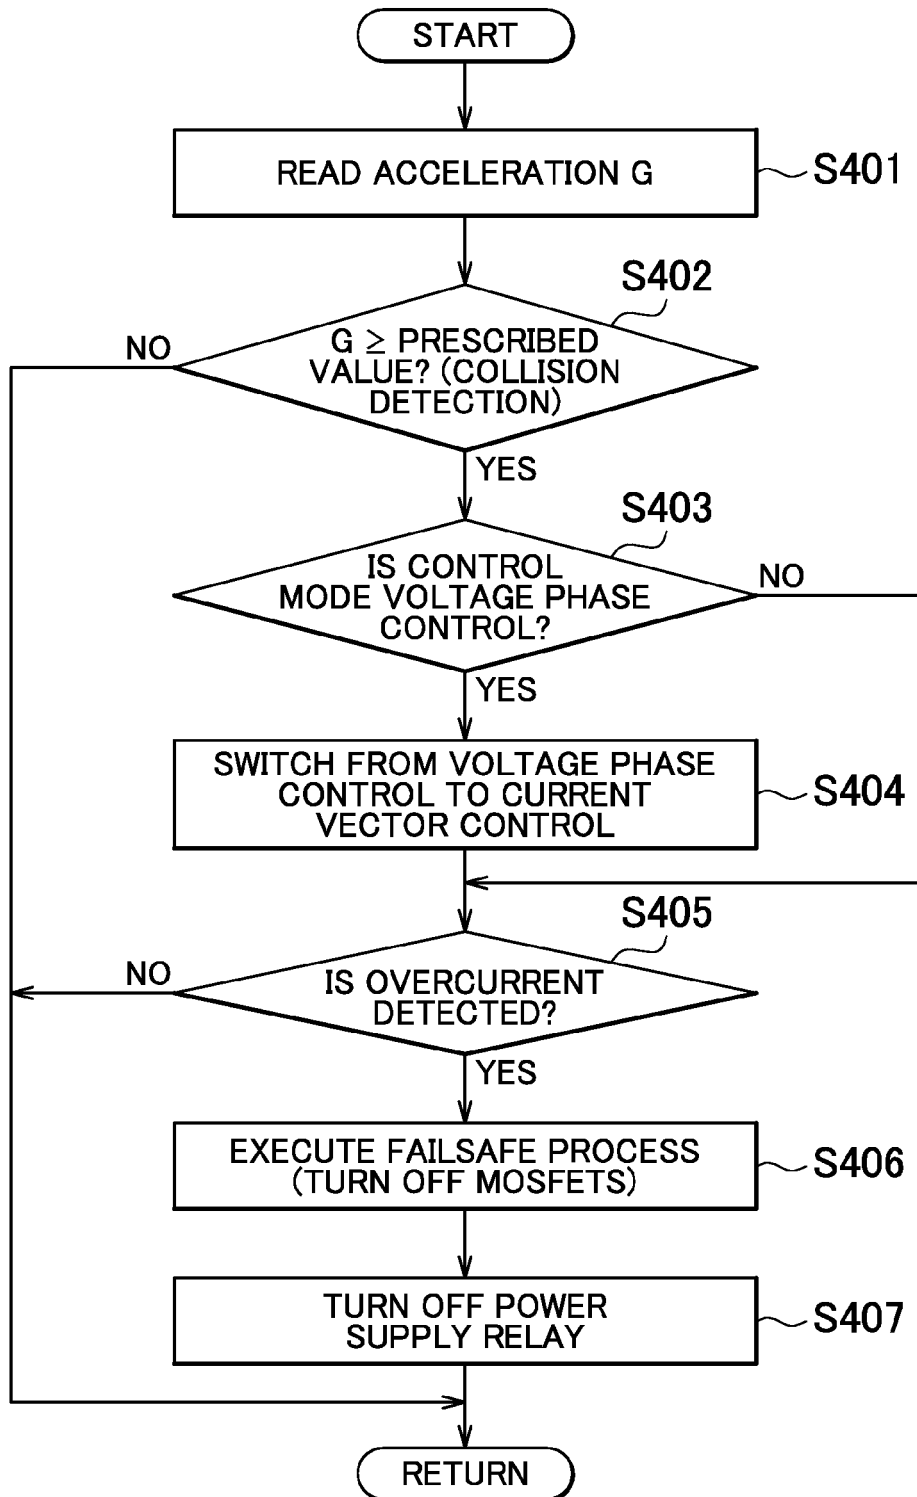 START
READ ACCELERATION G
S401
S402
G ≥ PRESCRIBED
VALUE? (COLLISION
DETECTION)
NO
YES
S403
IS CONTROL
MODE VOLTAGE PHASE
CONTROL?
NO
YES
SWITCH FROM VOLTAGE PHASE
CONTROL TO CURRENT
VECTOR CONTROL
S404
S405
IS OVERCURRENT
DETECTED?
NO
YES
EXECUTE FAILSAFE PROCESS
(TURN OFF MOSFETS)
S406
TURN OFF POWER
SUPPLY RELAY
S407
RETURN